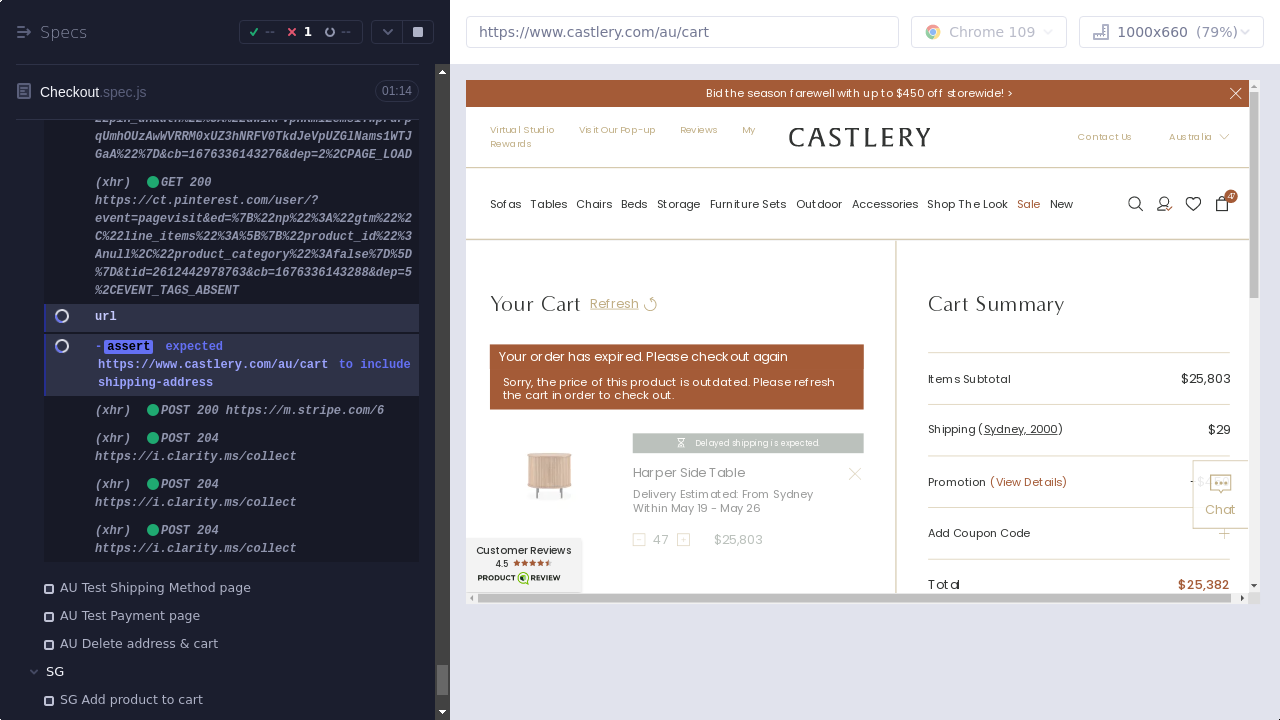 Specs
--
1
--
https://www.castlery.com/au/cart
Chrome 109
1000x660 (79%)
Checkout.spec.js
01:14
qUmhOUzAwWVRRM0xUZ3hNRFV0TkdJeVpUZGlNams1WTJ
GaA%22%7D&cb=1676336143276&dep=2%2CPAGE_LOAD
(xhr) GET 200
https://ct.pinterest.com/user/?
event=pagevisit&ed=%7B%22np%22%3A%22gtm%22%2
C%22line_items%22%3A%5B%7B%22product_id%22%3
Anull%2C%22product_category%22%3Afalse%7D%5D
%7D&tid=2612442978763&cb=1676336143288&dep=5
%2CEVENT_TAGS_ABSENT
url
-assert expected
https://www.castlery.com/au/cart to include
shipping-address
(xhr) POST 200 https://m.stripe.com/6
(xhr) POST 204
https://i.clarity.ms/collect
(xhr) POST 204
https://i.clarity.ms/collect
(xhr) POST 204
https://i.clarity.ms/collect
AU Test Shipping Method page
AU Test Payment page
AU Delete address & cart
SG
SG Add product to cart
Bid the season farewell with up to $450 off storewide! >
Virtual Studio Visit Our Pop-up Reviews My
Rewards
CASTLERY
Contact Us Australia
Sofas Tables Chairs Beds Storage Furniture Sets Outdoor Accessories Shop The Look Sale New
47
Your Cart Refresh
Your order has expired. Please check out again
Sorry, the price of this product is outdated. Please refresh
the cart in order to check out.
Delayed shipping is expected.
Harper Side Table
Delivery Estimated: From Sydney
Within May 19 - May 26
47 $25,803
Customer Reviews
4.5
PRODUCT REVIEW
Cart Summary
Items Subtotal $25,803
Shipping (Sydney, 2000) $29
Promotion (View Details) -
Chat
Add Coupon Code
Total $25,382